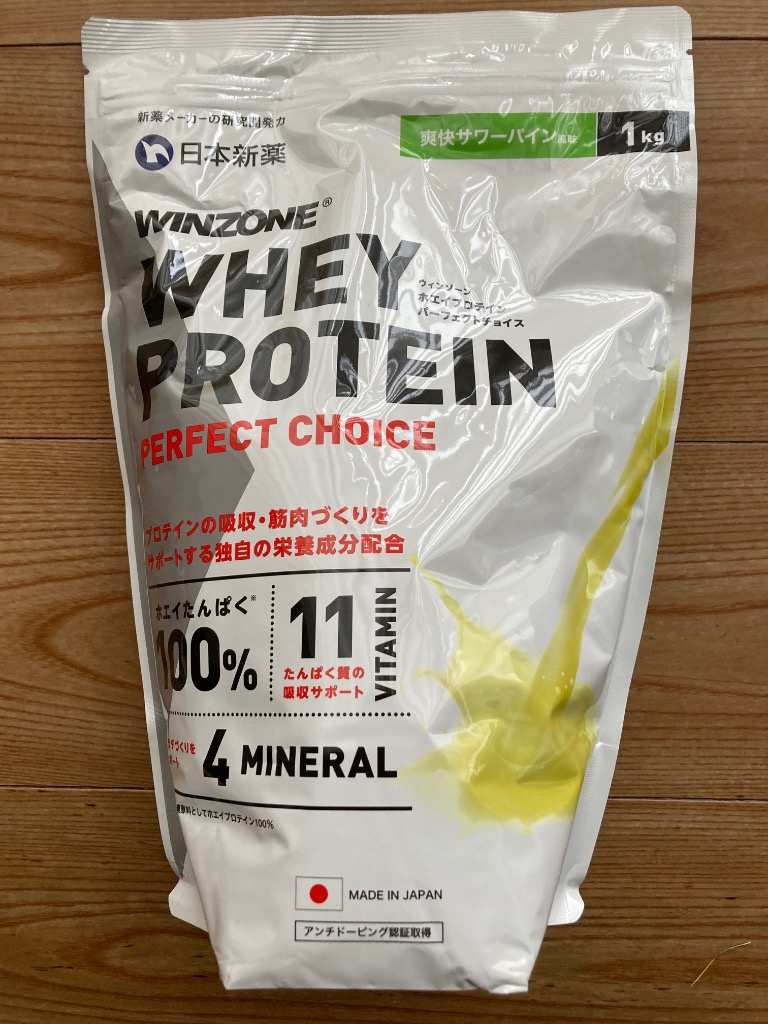 新薬メーカーの研究開発力
日本新薬
爽快サワーパイン風味 1kg
WINZONE®
WHEY
PROTEIN
ウィンゾーン
ホエイプロテイン
パーフェクトチョイス
PERFECT CHOICE
プロテインの吸収・筋肉づくりを
サポートする独自の栄養成分配合
ホエイたんぱく※
100%
11
VITAMIN
たんぱく質の
吸収サポート
づくりを
ート
4 MINERAL
としてホエイプロテイン100%
MADE IN JAPAN
アンチドーピング認証取得